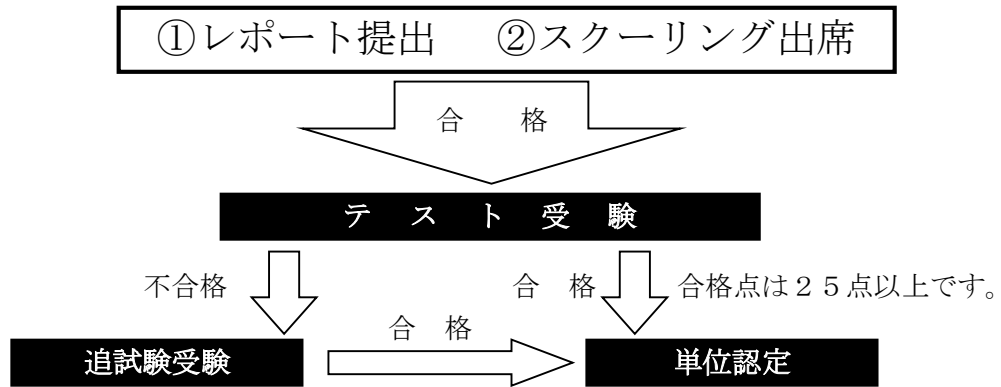 ①レポート提出　②スクーリング出席
合　格
テスト受験
不合格
合　格
合格点は２５点以上です。
合　格
追試験受験
単位認定